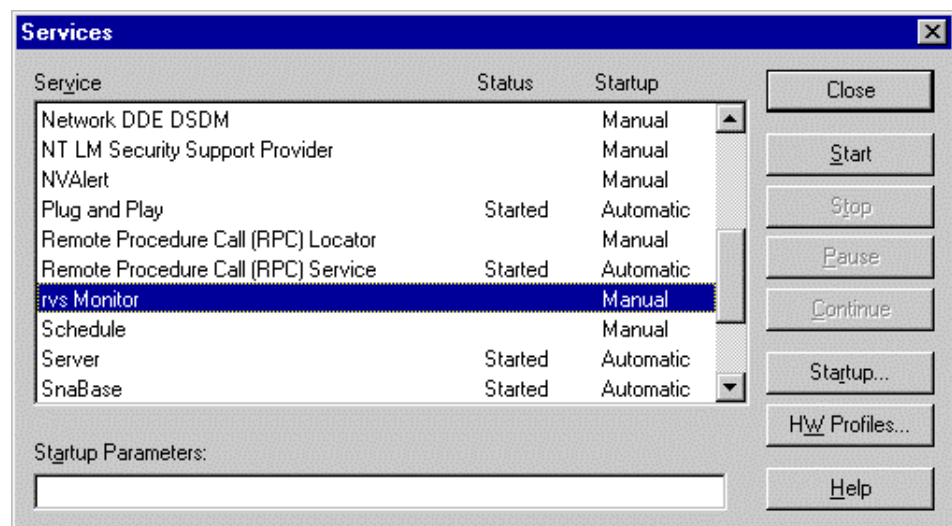 Services
Service Status Startup
Network DDE DSDM Manual
NT LM Security Support Provider Manual
NVAlert Manual
Plug and Play Started Automatic
Remote Procedure Call (RPC) Locator Manual
Remote Procedure Call (RPC) Service Started Automatic
rvs Monitor Manual
Schedule Manual
Server Started Automatic
SnaBase Started Automatic
Startup Parameters:
Close
Start
Stop
Pause
Continue
Startup...
HW Profiles...
Help